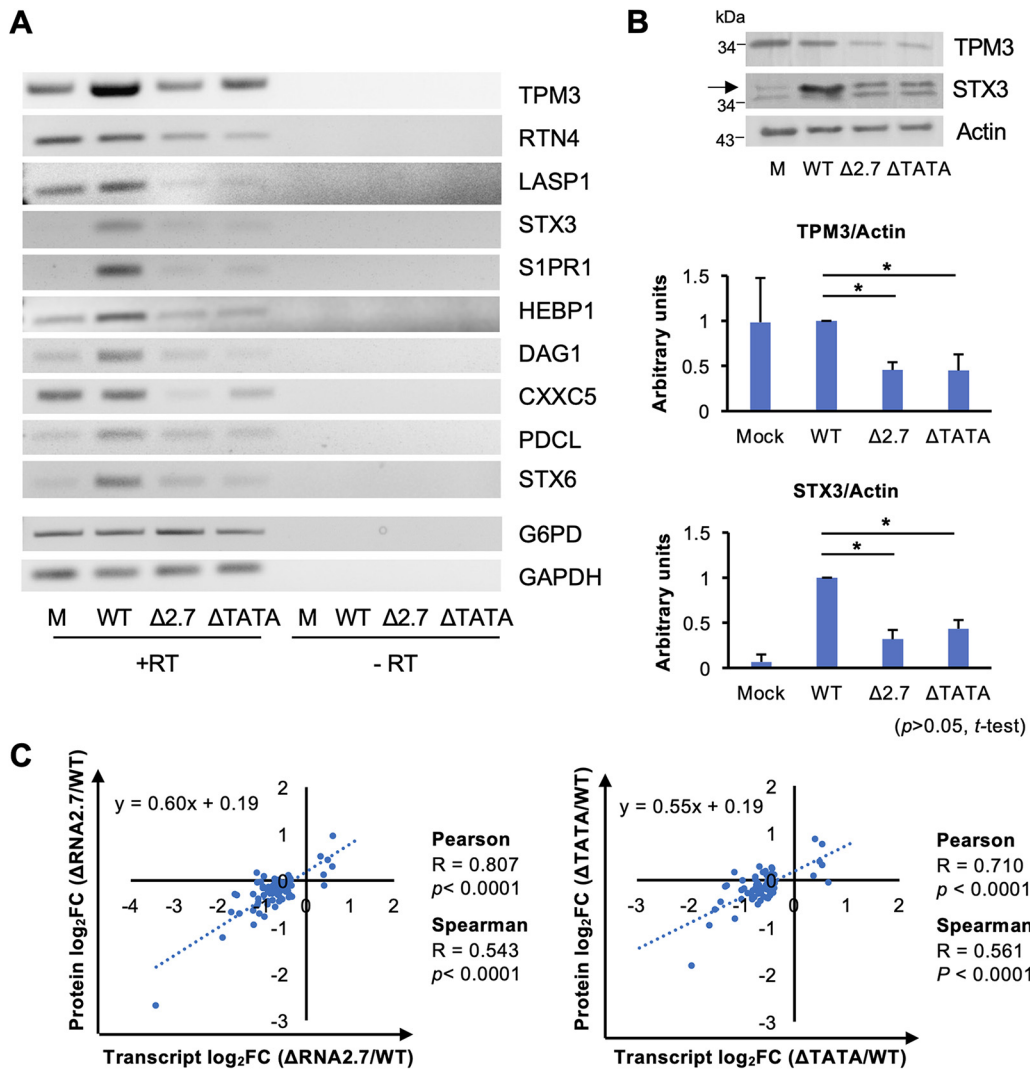 A
TPM3
RTN4
LASP1
STX3
S1PR1
HEBP1
DAG1
CXXC5
PDCL
STX6
G6PD
GAPDH
M WT Δ2.7 ΔTATA M WT Δ2.7 ΔTATA
+RT - RT
B
kDa
34 TPM3
STX3
34
43 Actin
M WT Δ2.7 ΔTATA
TPM3/Actin
Arbitrary units
1.5
1
0.5
0
*
*
Mock WT Δ2.7 ΔTATA
STX3/Actin
Arbitrary units
1.5
1
0.5
0
*
*
Mock WT Δ2.7 ΔTATA
(p>0.05, t-test)
C
Protein log₂FC (ΔRNA2.7/WT)
y = 0.60x + 0.19
2
1
0
-1
-2
-3
-4 -3 -2 -1 0 1 2
Transcript log₂FC (ΔRNA2.7/WT)
Pearson
R = 0.807
p< 0.0001
Spearman
R = 0.543
p< 0.0001
Protein log₂FC (ΔTATA/WT)
y = 0.55x + 0.19
2
1
0
-1
-2
-3
-3 -2 -1 0 1 2
Transcript log₂FC (ΔTATA/WT)
Pearson
R = 0.710
p< 0.0001
Spearman
R = 0.561
P < 0.0001